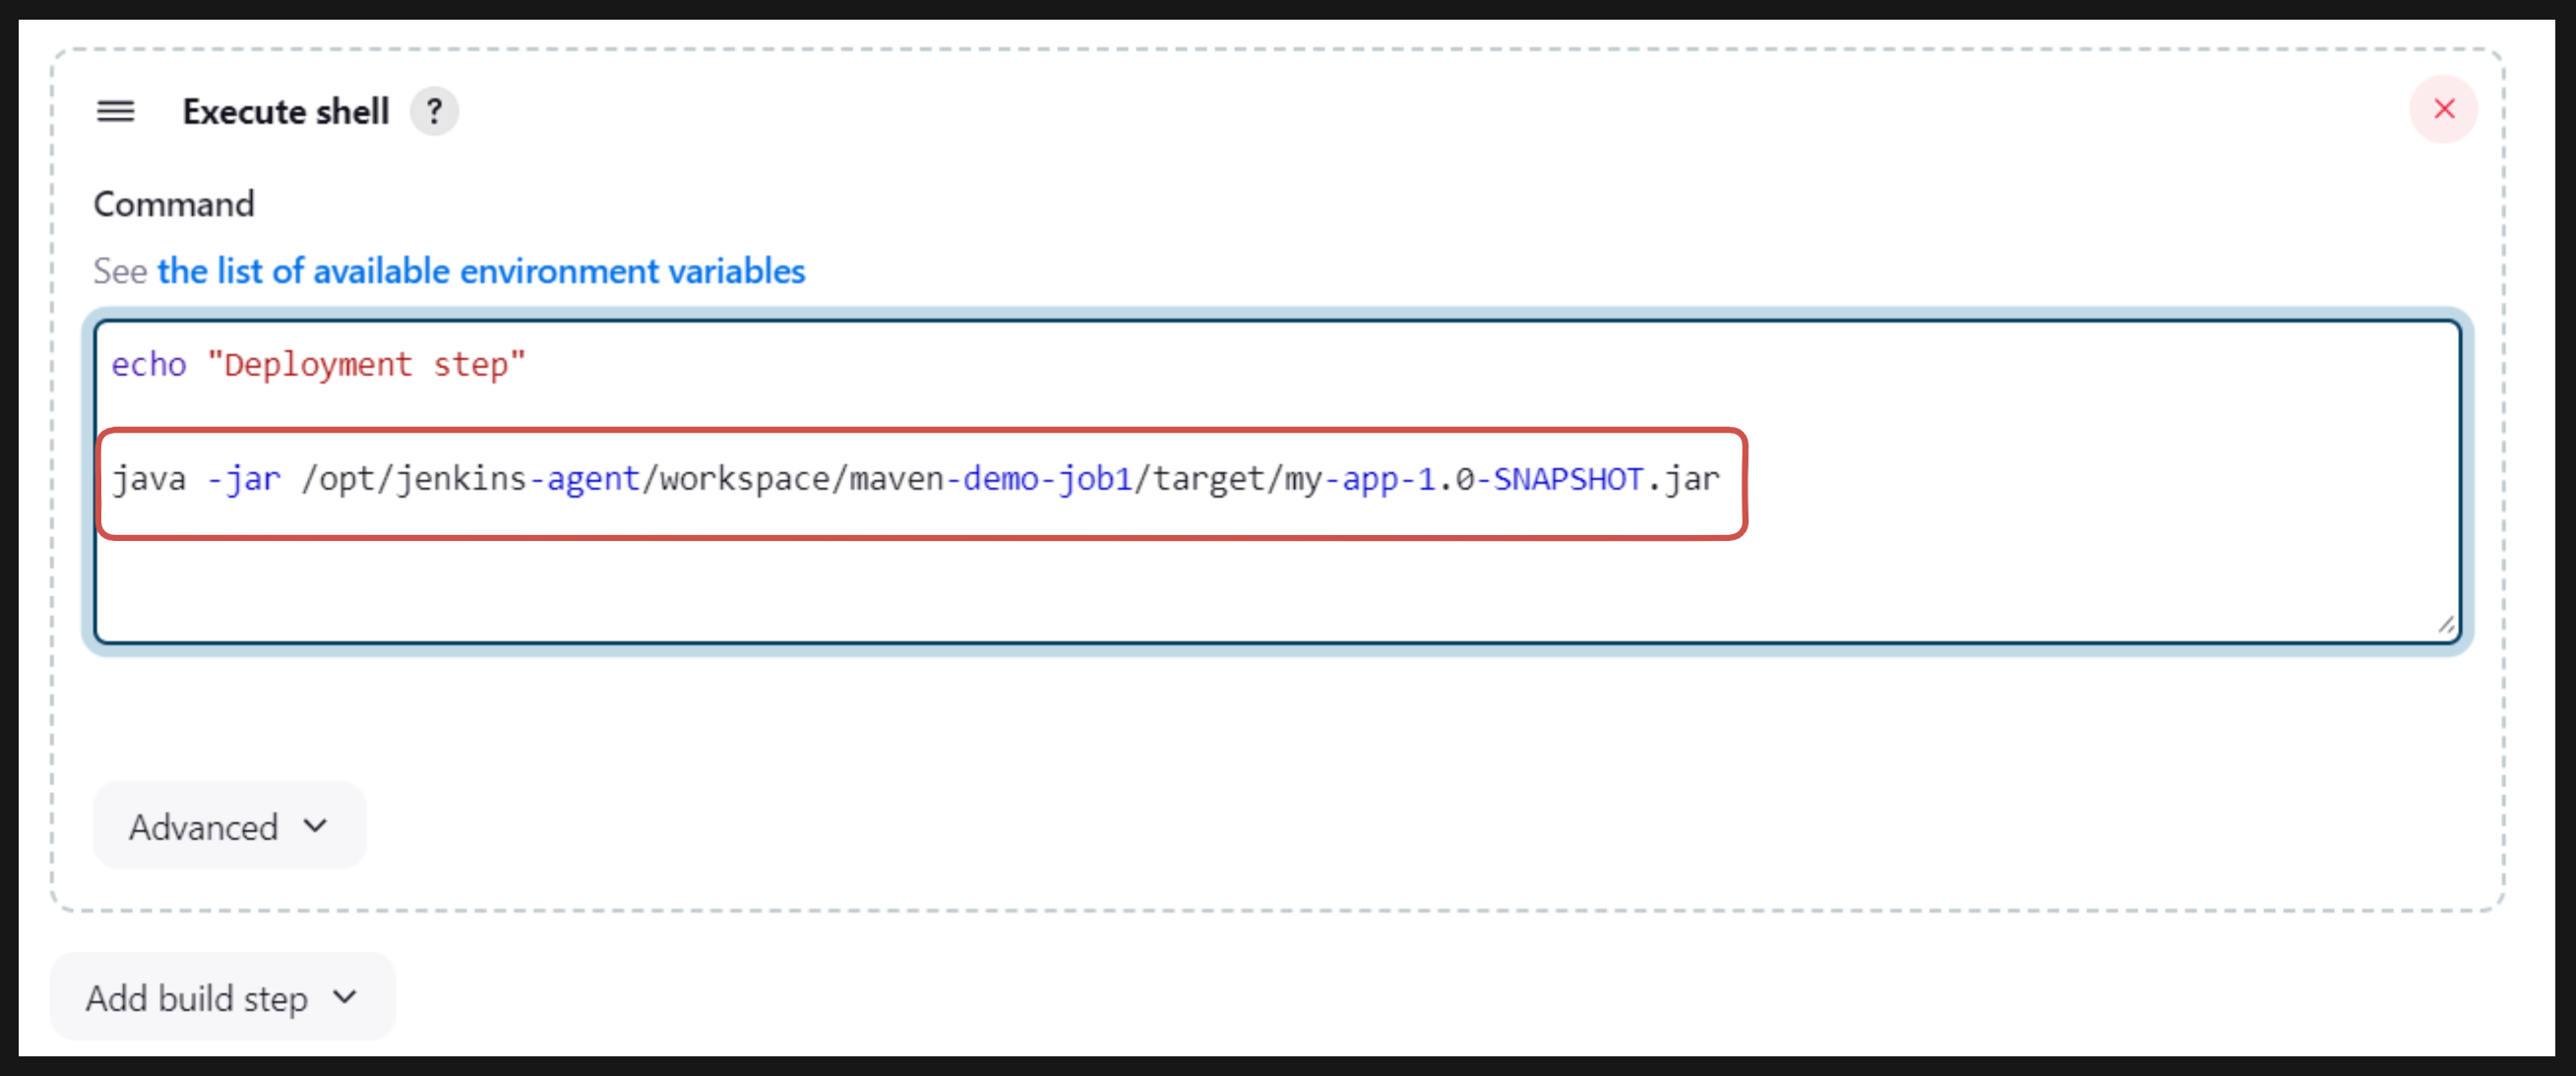 Execute shell ?
Command
See the list of available environment variables
echo "Deployment step"
java -jar /opt/jenkins-agent/workspace/maven-demo-job1/target/my-app-1.0-SNAPSHOT.jar
Advanced
Add build step